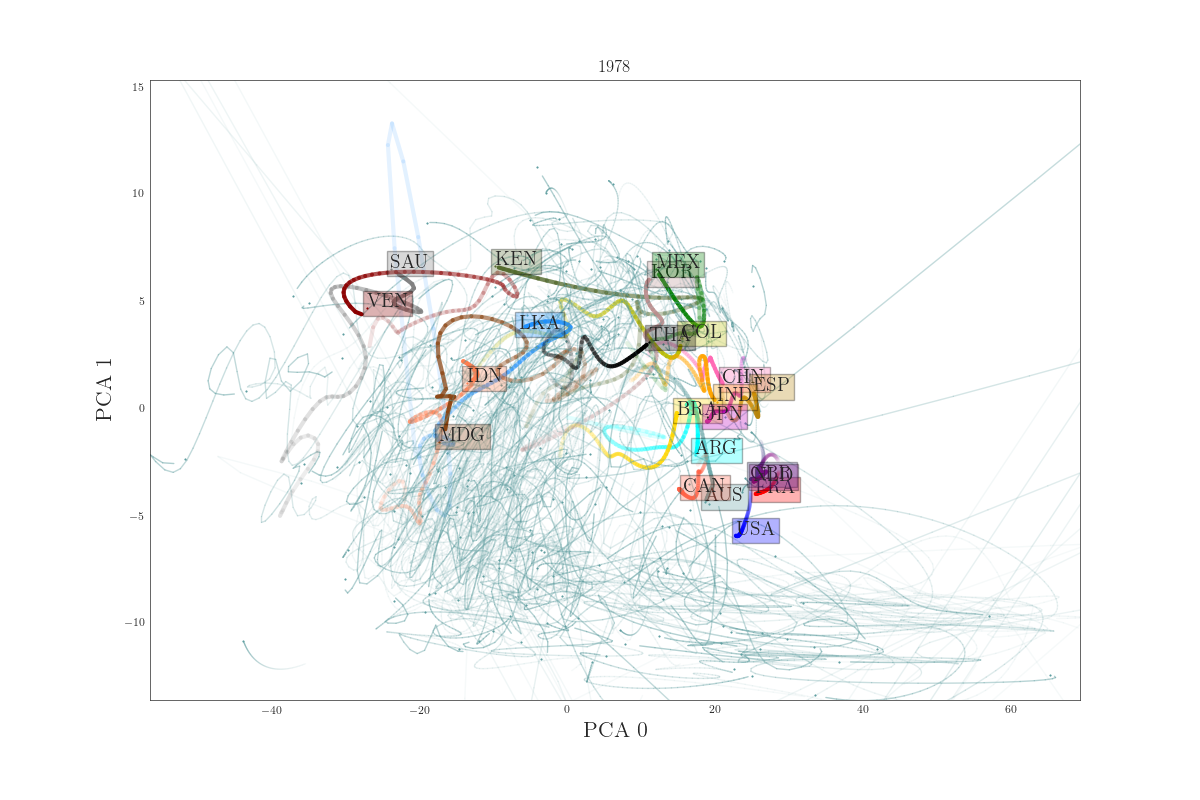 1978
15
10
5
0
−5
−10
PCA 1
SAU
KEN
MEX
KOR
VEN
LKA
THA
COL
IDN
CHN
ESP
IND
BRA
JPN
MDG
ARG
CAN
AUS
GBR
FRA
USA
−40
−20
0
20
40
60
PCA 0